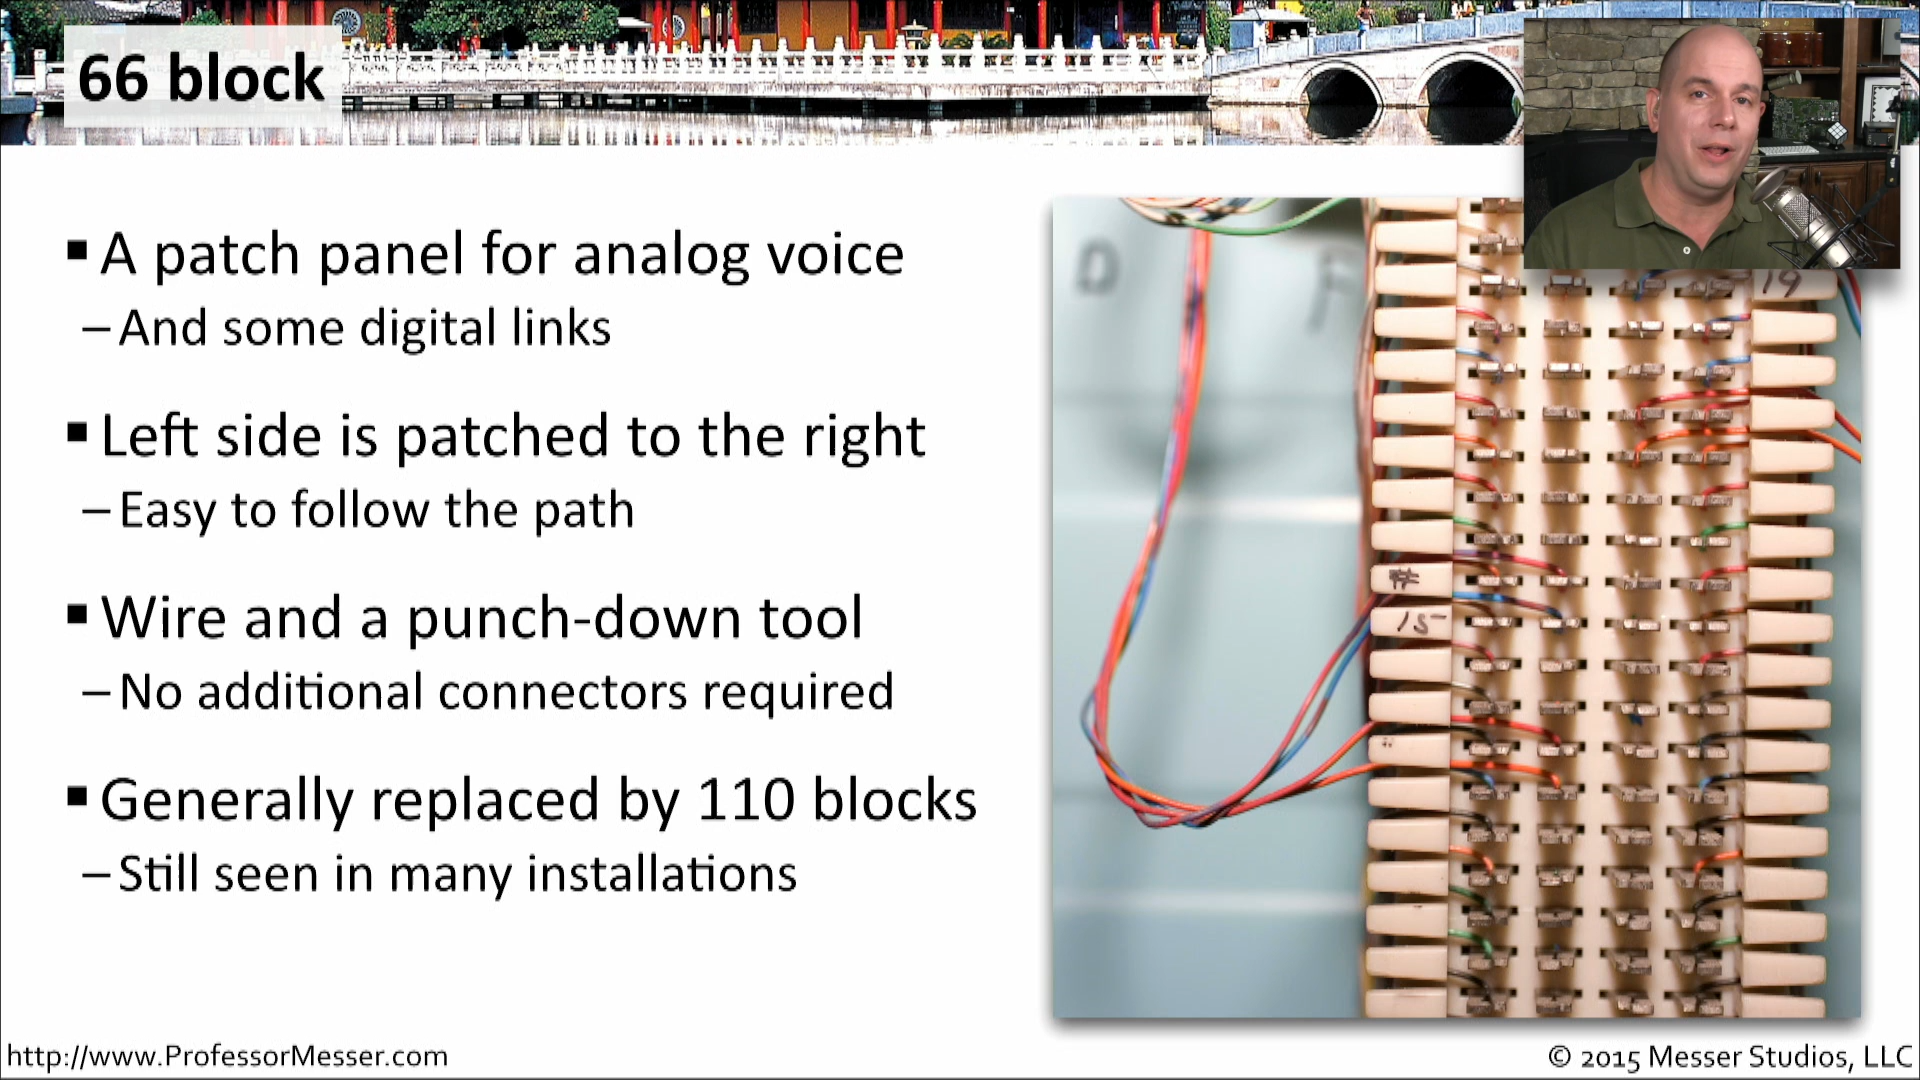 66 block
▪ A patch panel for analog voice
– And some digital links
▪ Left side is patched to the right
– Easy to follow the path
▪ Wire and a punch-down tool
– No additional connectors required
▪ Generally replaced by 110 blocks
– Still seen in many installations
D
F
19
#
15
http://www.ProfessorMesser.com
© 2015 Messer Studios, LLC